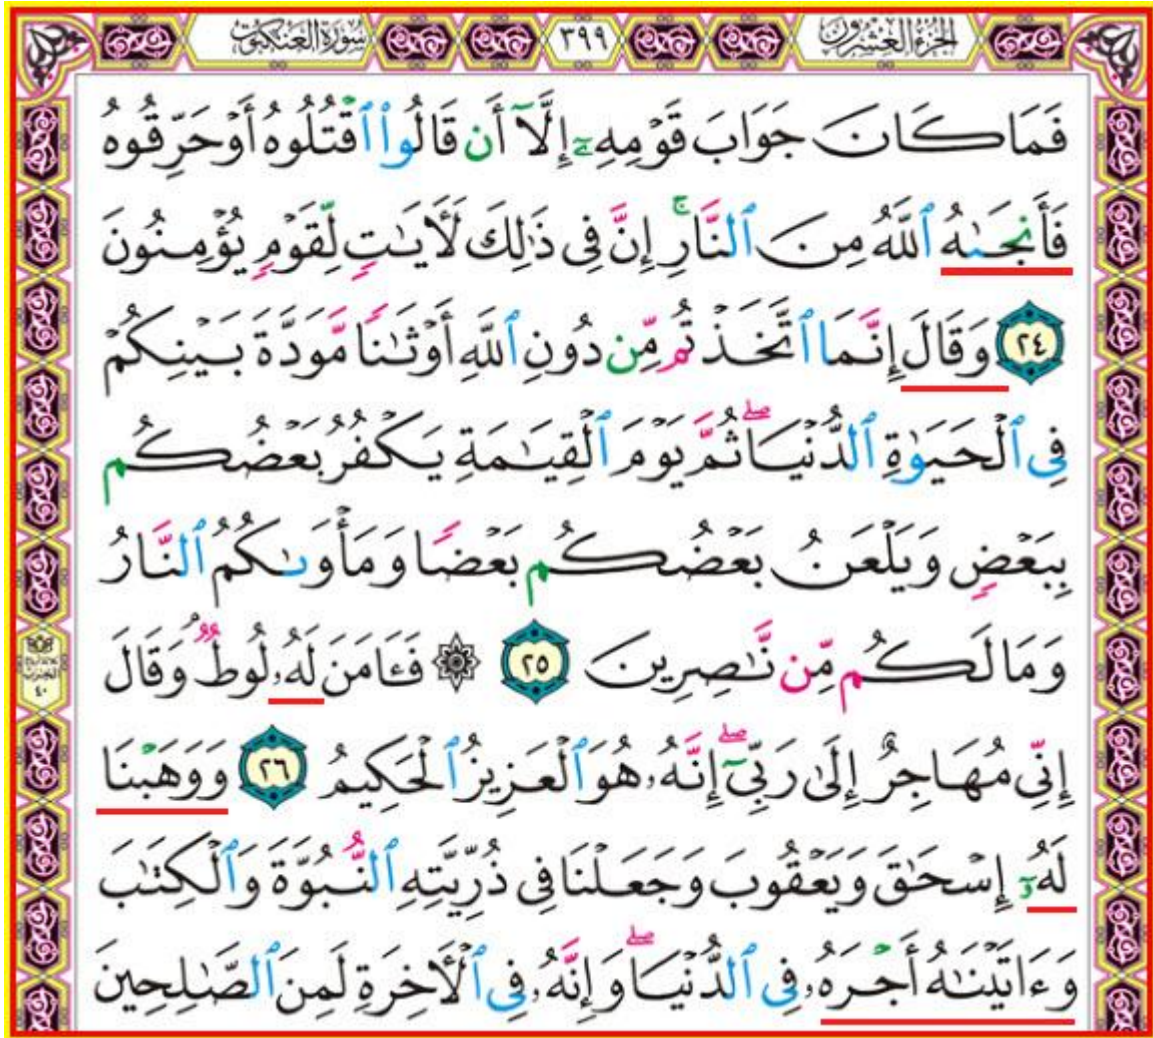 الجزء العشرون ٣٩٩ سورة العنكبوت
فَمَا كَانَ جَوَابَ قَوْمِهِۦٓ إِلَّآ أَن قَالُوا۟ ٱقْتُلُوهُ أَوْ حَرِّقُوهُ
فَأَنجَىٰهُ ٱللَّهُ مِنَ ٱلنَّارِ ۚ إِنَّ فِى ذَٰلِكَ لَـَٔايَـٰتٍ لِّقَوْمٍ يُؤْمِنُونَ
٢٤ وَقَالَ إِنَّمَا ٱتَّخَذْتُم مِّن دُونِ ٱللَّهِ أَوْثَـٰنًا مَّوَدَّةَ بَيْنِكُمْ
فِى ٱلْحَيَوٰةِ ٱلدُّنْيَا ۖ ثُمَّ يَوْمَ ٱلْقِيَـٰمَةِ يَكْفُرُ بَعْضُكُم
بِبَعْضٍ وَيَلْعَنُ بَعْضُكُم بَعْضًا وَمَأْوَىٰكُمُ ٱلنَّارُ
وَمَا لَكُم مِّن نَّـٰصِرِينَ ٢٥ ۞ فَـَٔامَنَ لَهُۥ لُوطٌ ۘ وَقَالَ
إِنِّى مُهَاجِرٌ إِلَىٰ رَبِّىٓ ۖ إِنَّهُۥ هُوَ ٱلْعَزِيزُ ٱلْحَكِيمُ ٢٦ وَوَهَبْنَا
لَهُۥٓ إِسْحَـٰقَ وَيَعْقُوبَ وَجَعَلْنَا فِى ذُرِّيَّتِهِ ٱلنُّبُوَّةَ وَٱلْكِتَـٰبَ
وَءَاتَيْنَـٰهُ أَجْرَهُۥ فِى ٱلدُّنْيَا ۖ وَإِنَّهُۥ فِى ٱلْـَٔاخِرَةِ لَمِنَ ٱلصَّـٰلِحِينَ